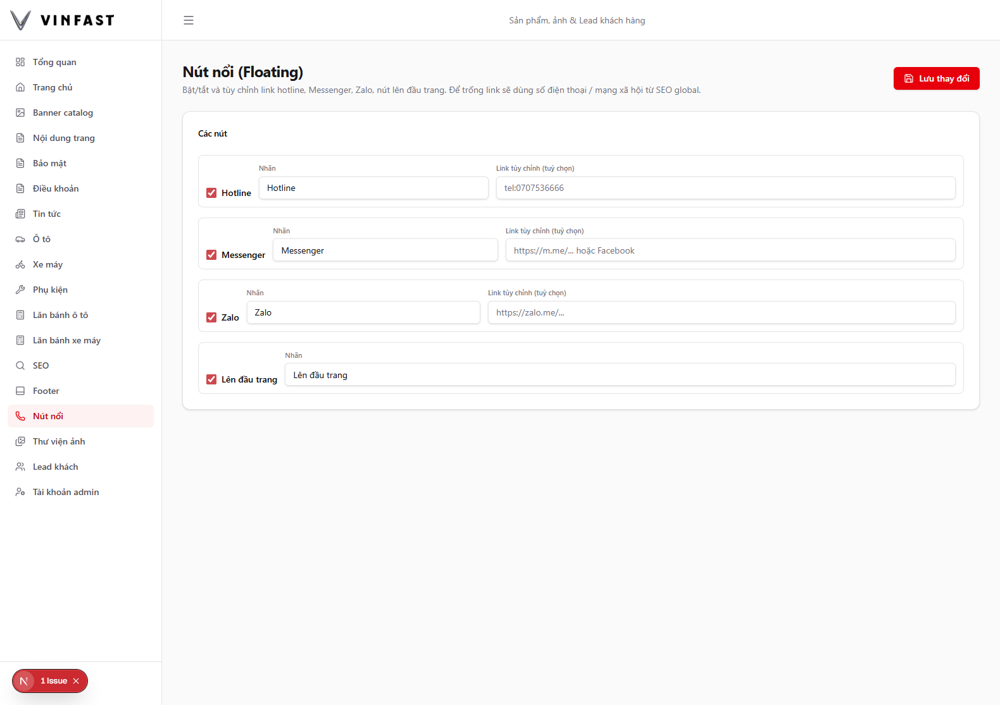 VINFAST
Sản phẩm, ảnh & Lead khách hàng
Tổng quan
Trang chủ
Banner catalog
Nội dung trang
Bảo mật
Điều khoản
Tin tức
Ô tô
Xe máy
Phụ kiện
Lăn bánh ô tô
Lăn bánh xe máy
SEO
Footer
Nút nổi
Thư viện ảnh
Lead khách
Tài khoản admin
N 1 Issue
Nút nổi (Floating)
Bật/tắt và tùy chỉnh link hotline, Messenger, Zalo, nút lên đầu trang. Để trống link sẽ dùng số điện thoại / mạng xã hội từ SEO global.
Lưu thay đổi
Các nút
Nhãn
Link tùy chỉnh (tuỳ chọn)
Hotline
Hotline
tel:0707536666
Nhãn
Link tùy chỉnh (tuỳ chọn)
Messenger
Messenger
https://m.me/... hoặc Facebook
Nhãn
Link tùy chỉnh (tuỳ chọn)
Zalo
Zalo
https://zalo.me/...
Nhãn
Lên đầu trang
Lên đầu trang